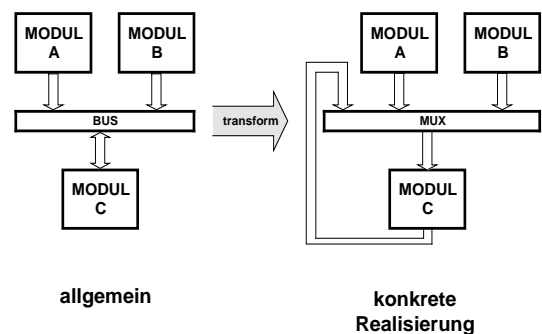 MODUL
A
MODUL
B
BUS
MODUL
C
allgemein
transform
MODUL
A
MODUL
B
MUX
MODUL
C
konkrete
Realisierung